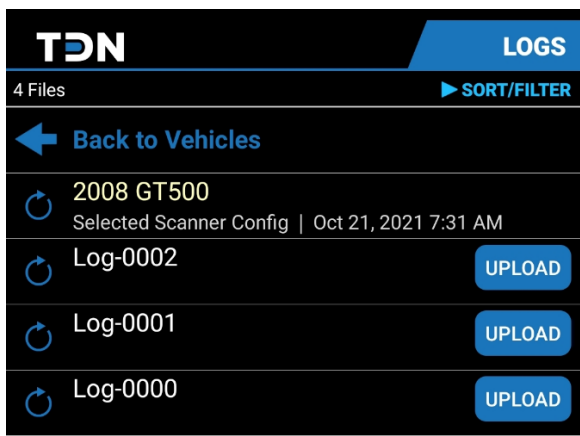 TDN
LOGS
4 Files
SORT/FILTER
Back to Vehicles
2008 GT500
Selected Scanner Config | Oct 21, 2021 7:31 AM
Log-0002
UPLOAD
Log-0001
UPLOAD
Log-0000
UPLOAD